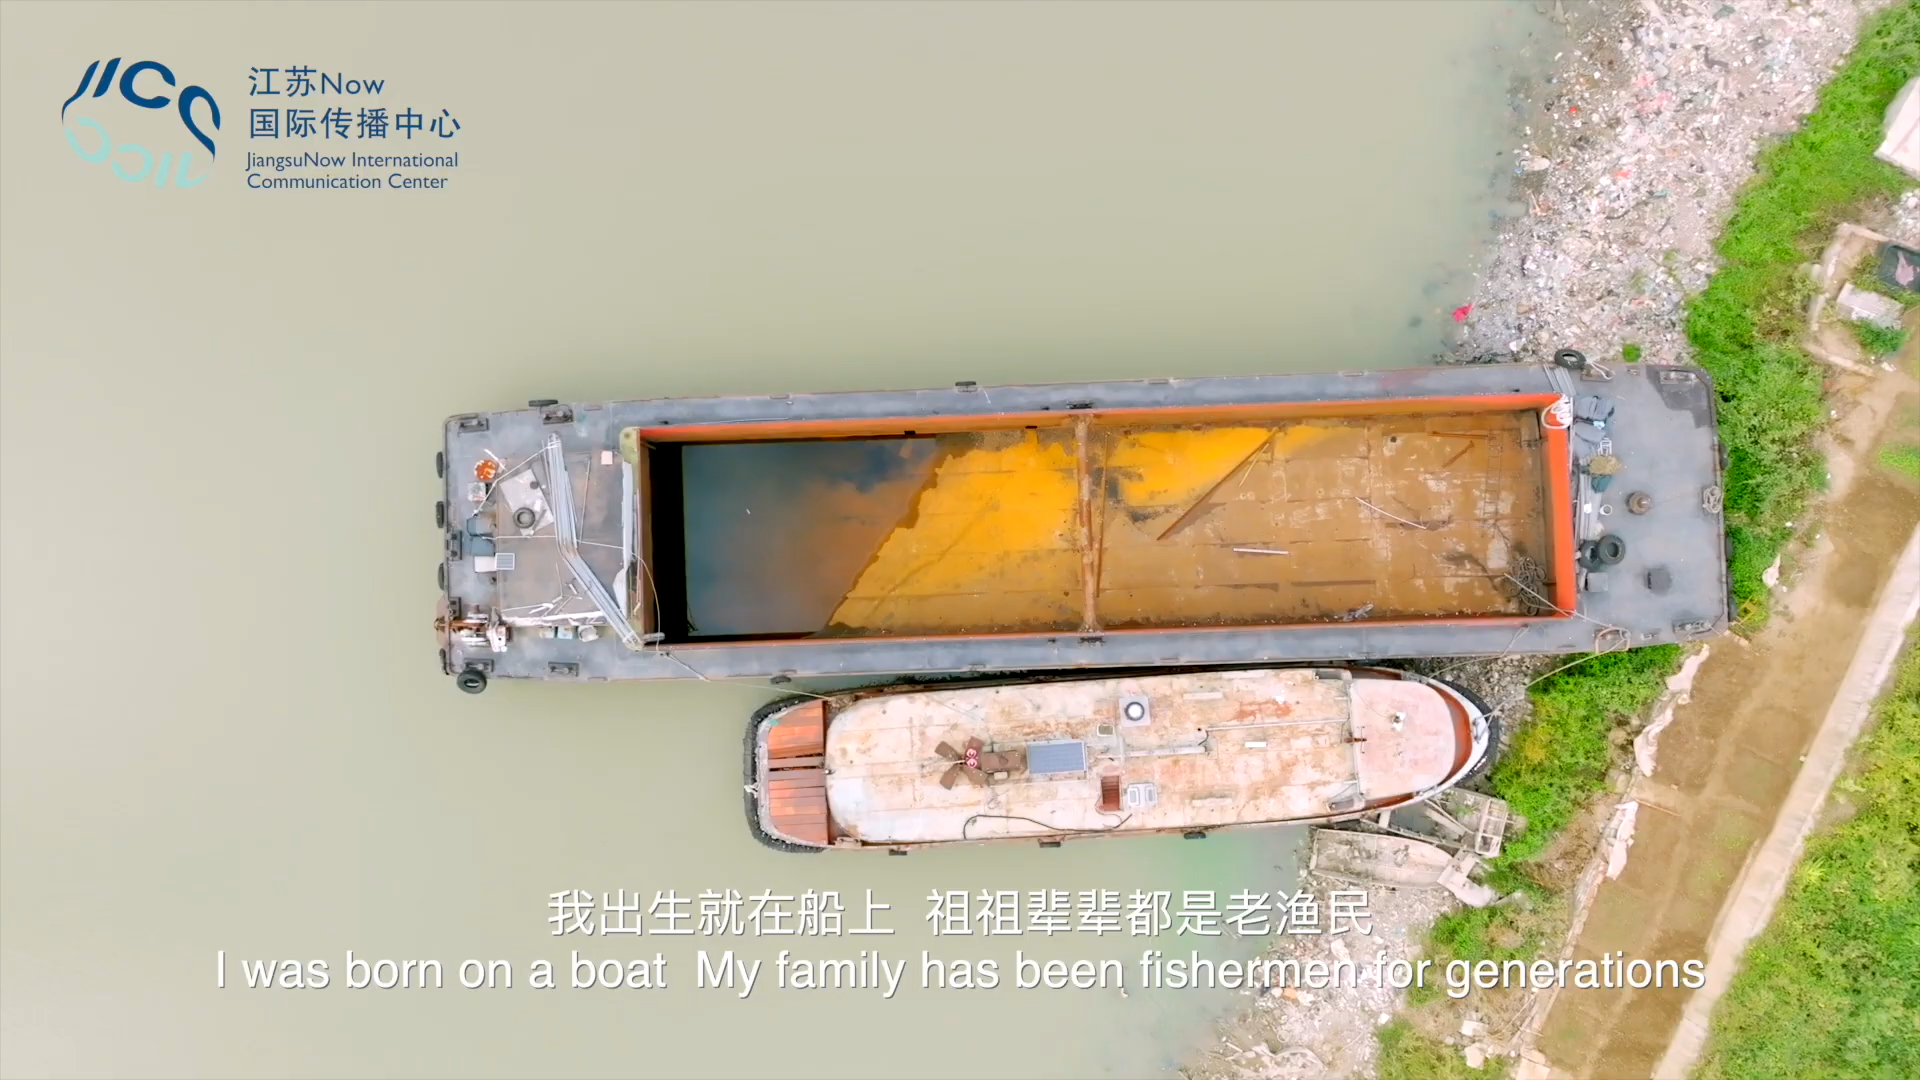 JICC
江苏Now
国际传播中心
JiangsuNow International
Communication Center
我出生就在船上 祖祖辈辈都是老渔民
I was born on a boat My family has been fishermen for generations